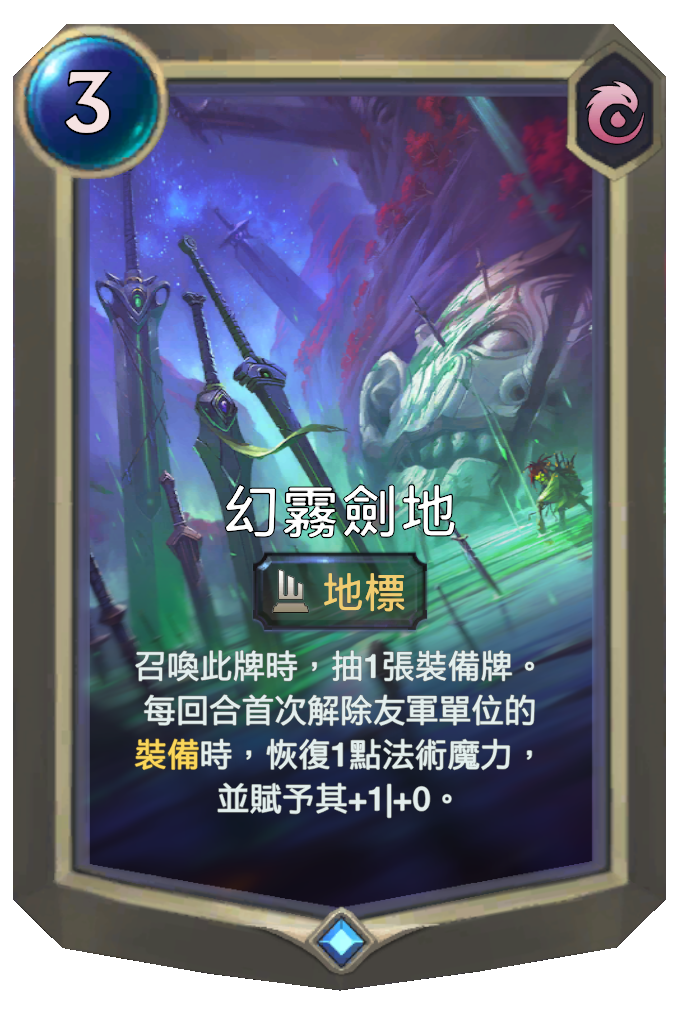 3
幻霧劍地
地標
召喚此牌時，抽1張裝備牌。
每回合首次解除友軍單位的
裝備時，恢復1點法術魔力，
並賦予其+1|+0。